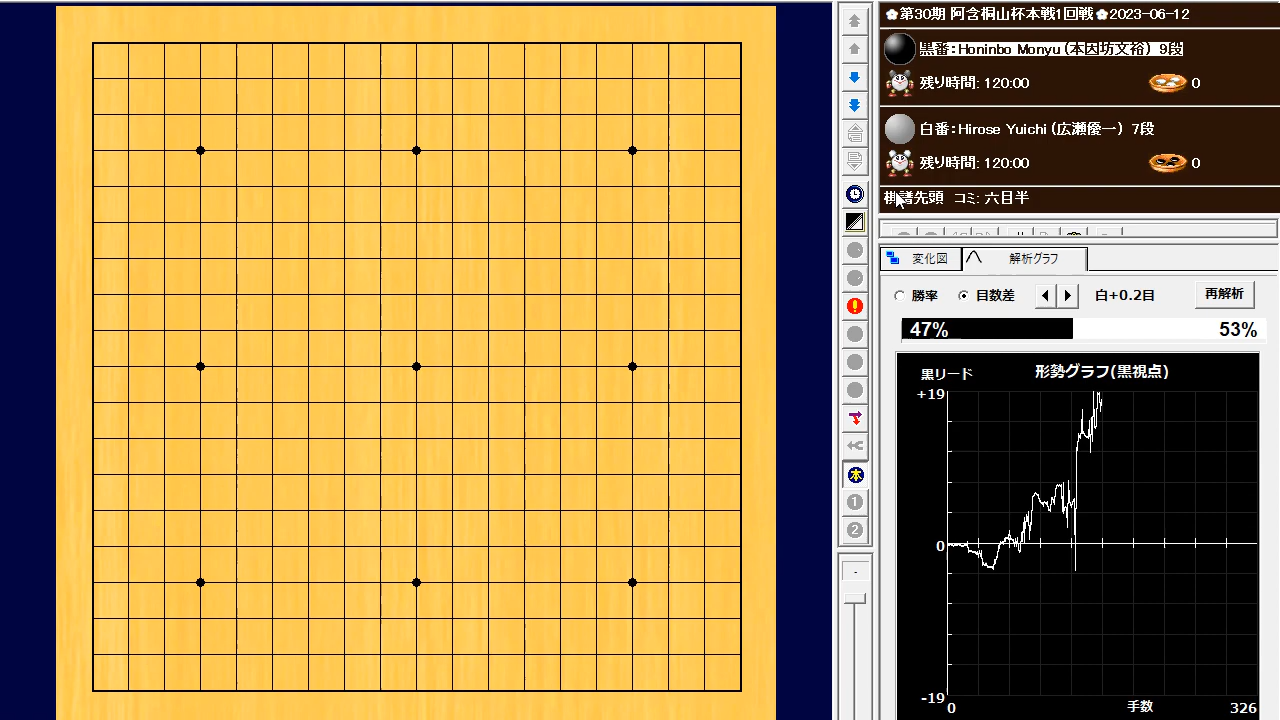 第30期 阿含桐山杯本戦1回戦 23-06-12
黒番：Honinbo Monyu (本因坊文裕) 9段
残り時間: 120:00 0
白番：Hirose Yuichi (広瀬優一) 7段
残り時間: 120:00 0
棋譜先頭 コミ: 六目半
変化図 解析グラフ
勝率 目数差 白+0.2目 再解析
47% 53%
形勢グラフ(黒視点)
黒リード
+19
0
-19
0 手数 326
1
2
-